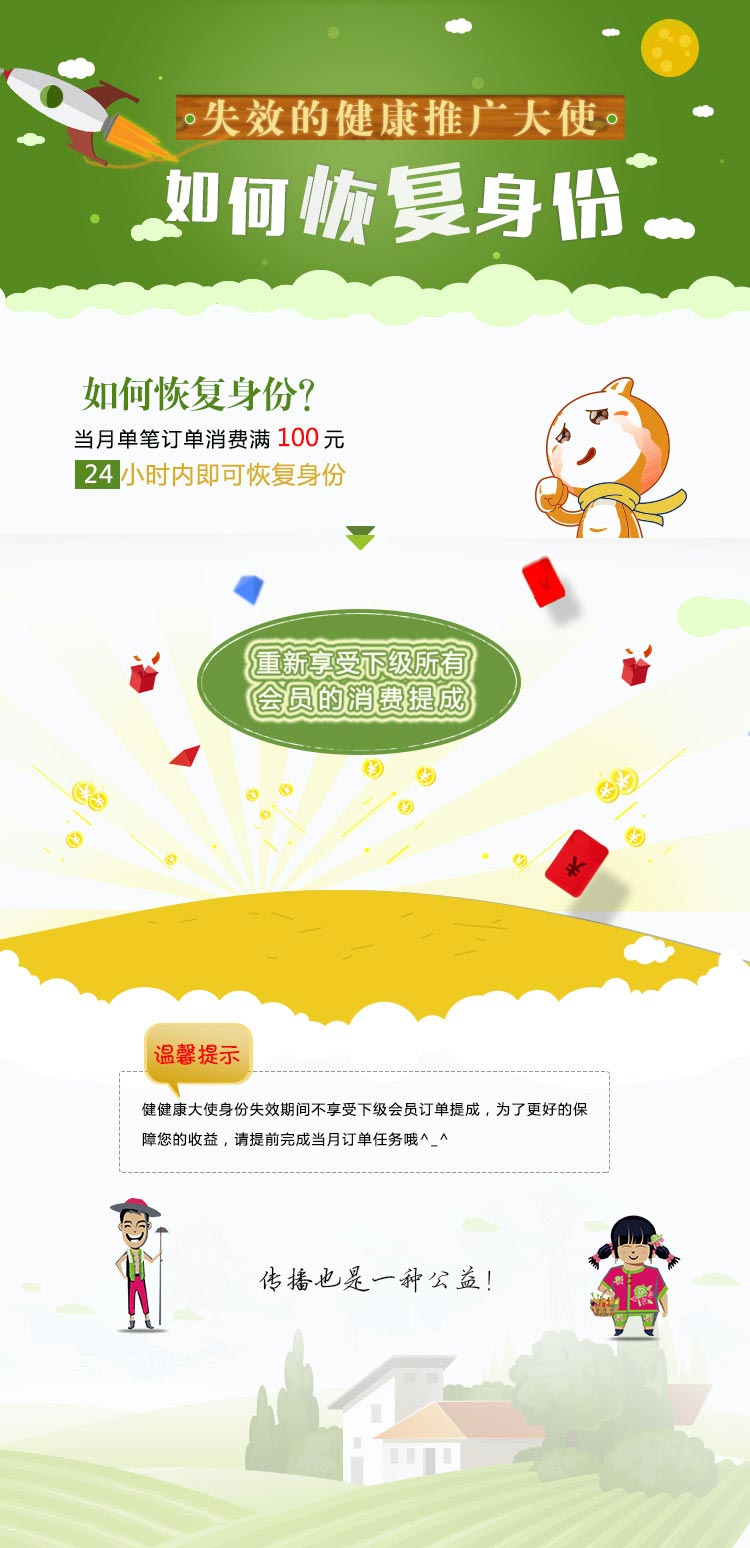 失效的健康推广大使
如何恢复身份
如何恢复身份?
当月单笔订单消费满 100 元
24小时内即可恢复身份
重新享受下级所有
会员的消费提成
温馨提示
健健康大使身份失效期间不享受下级会员订单提成，为了更好的保
障您的收益，请提前完成当月订单任务哦^_^
传播也是一种公益!